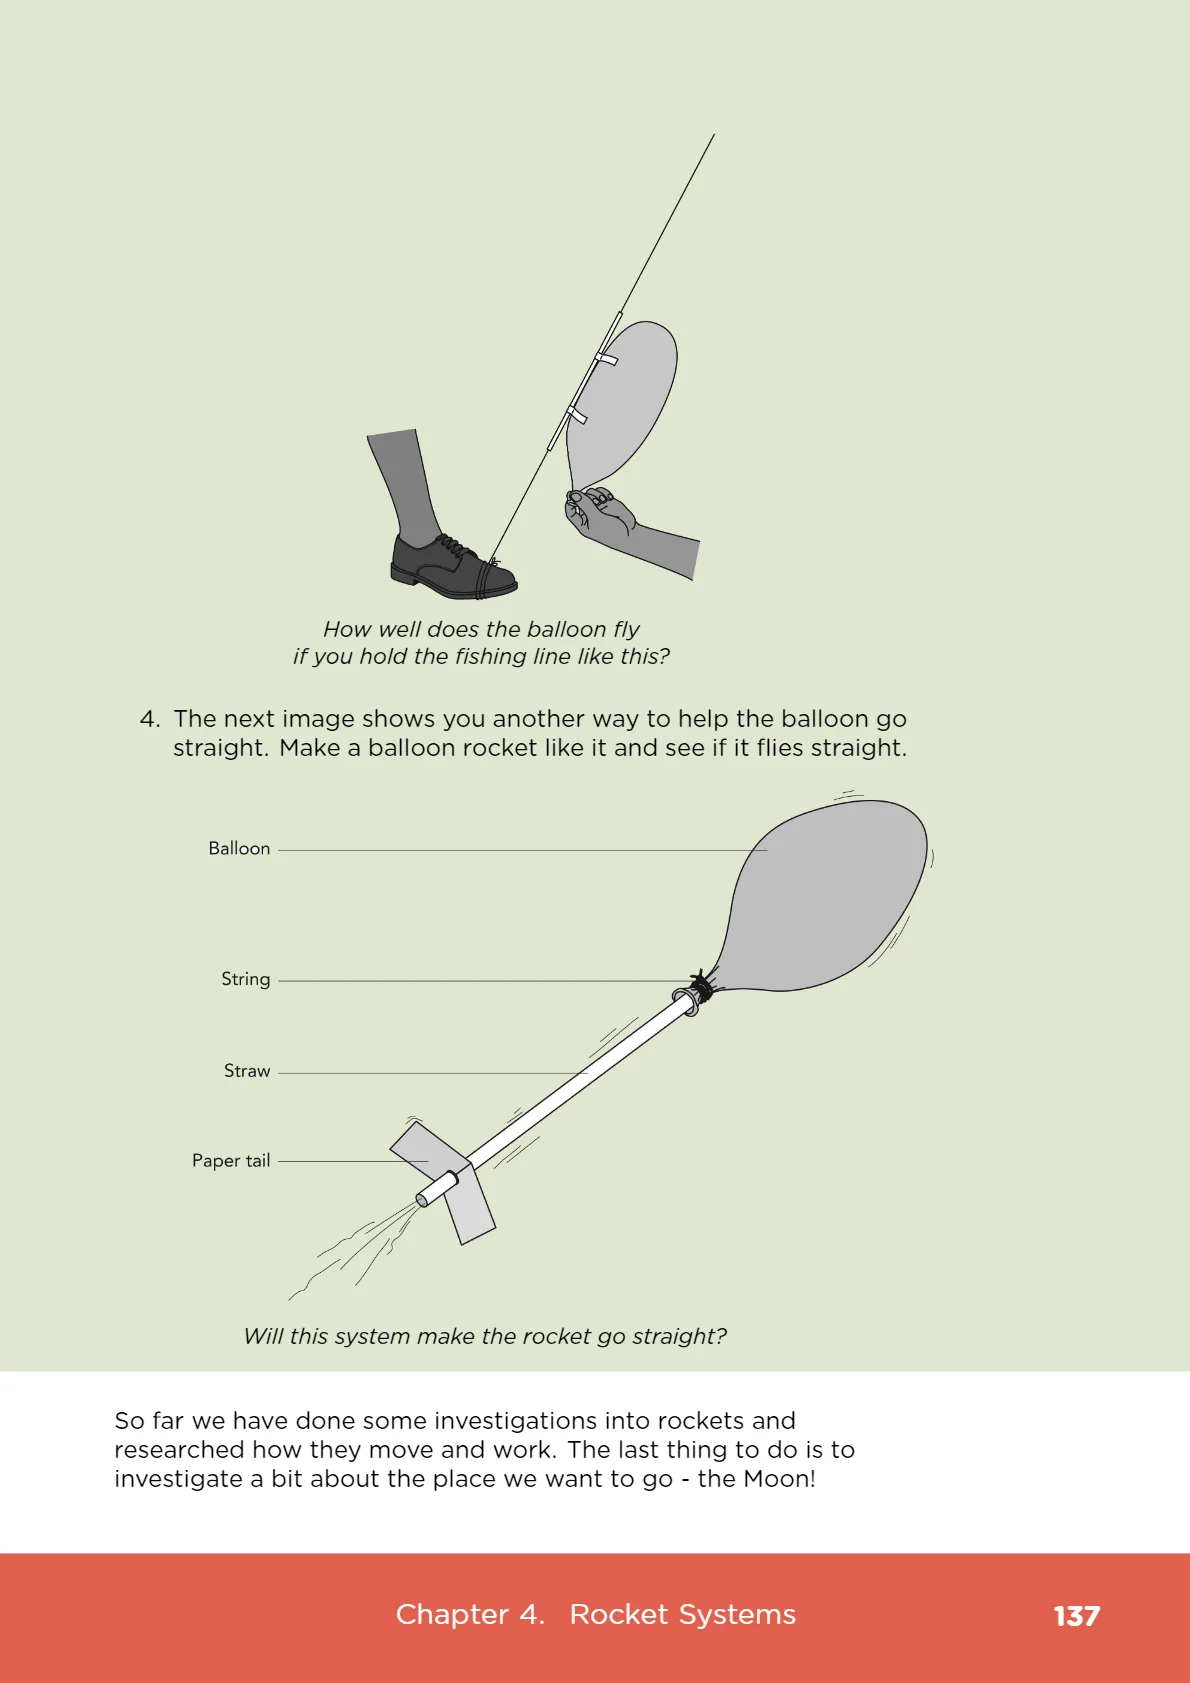 How well does the balloon fly
if you hold the fishing line like this?
4. The next image shows you another way to help the balloon go
straight. Make a balloon rocket like it and see if it flies straight.
Balloon
String
Straw
Paper tail
Will this system make the rocket go straight?
So far we have done some investigations into rockets and
researched how they move and work. The last thing to do is to
investigate a bit about the place we want to go - the Moon!
Chapter 4. Rocket Systems
137